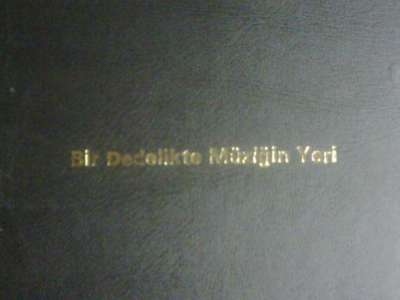 Bir Dedelikte Müziğin Yeri